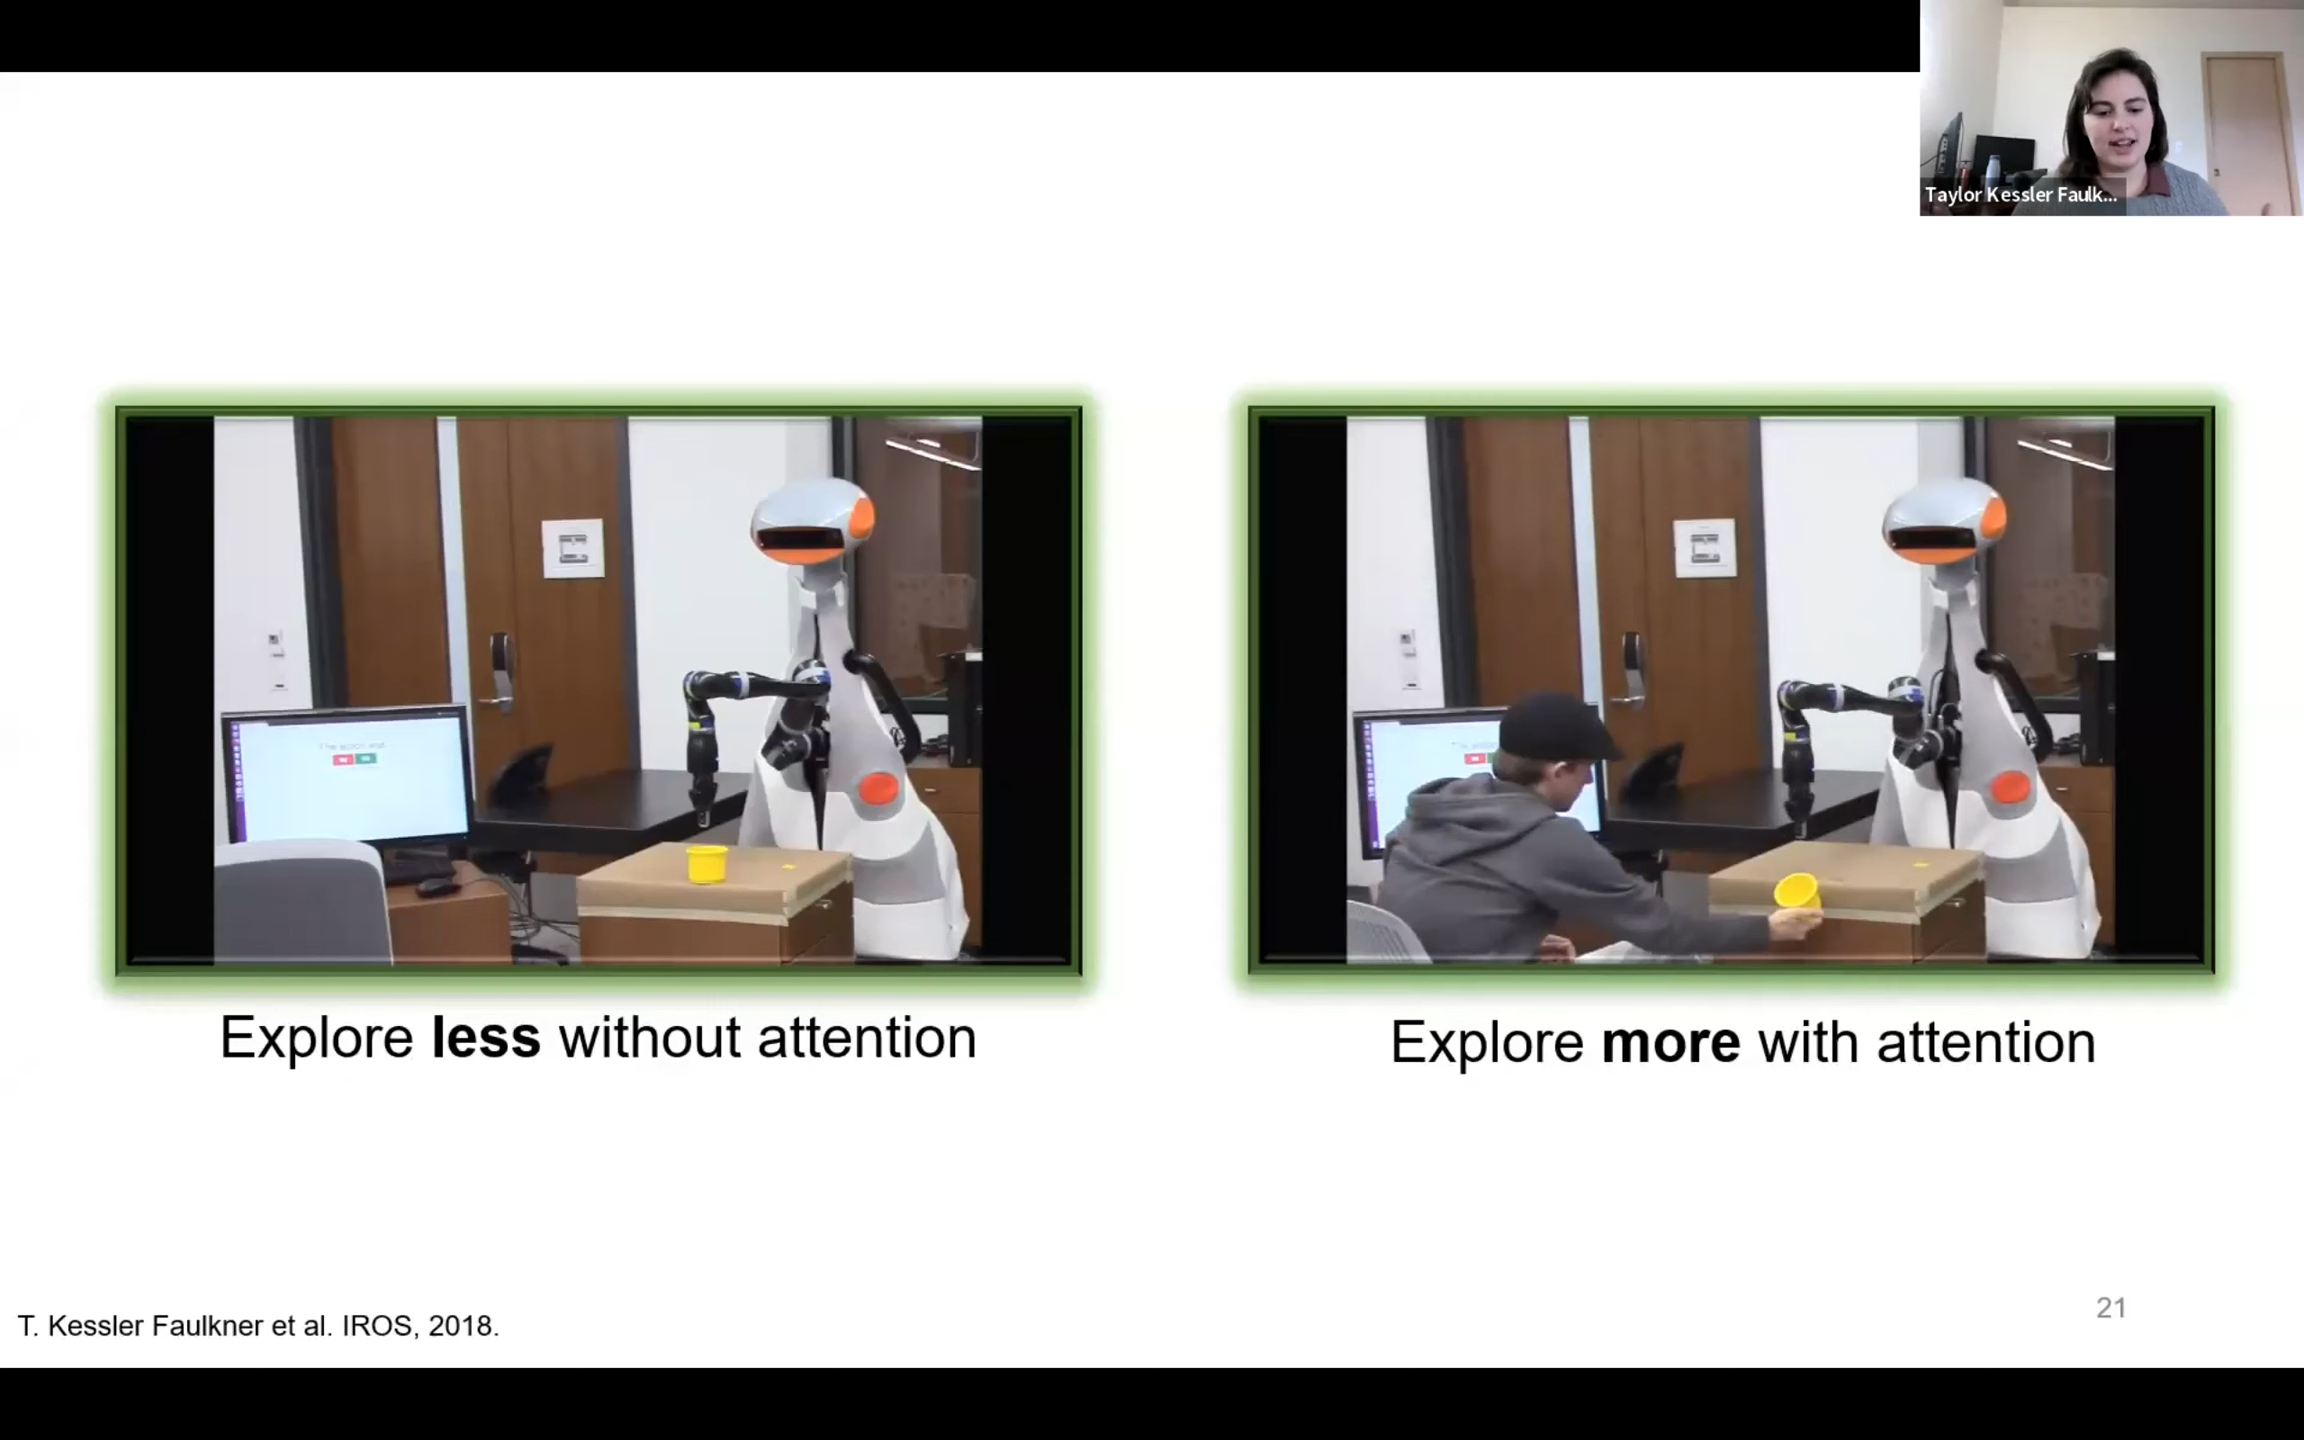 Taylor Kessler Faulk...
Explore less without attention
Explore more with attention
T. Kessler Faulkner et al. IROS, 2018.
21